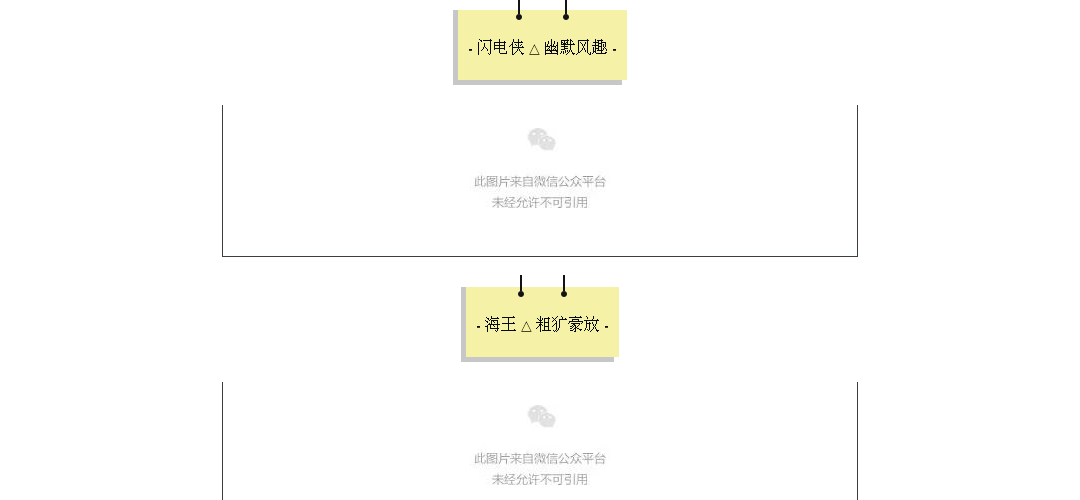 - 闪电侠 △ 幽默风趣 -
此图片来自微信公众平台
未经允许不可引用
- 海王 △ 粗犷豪放 -
此图片来自微信公众平台
未经允许不可引用